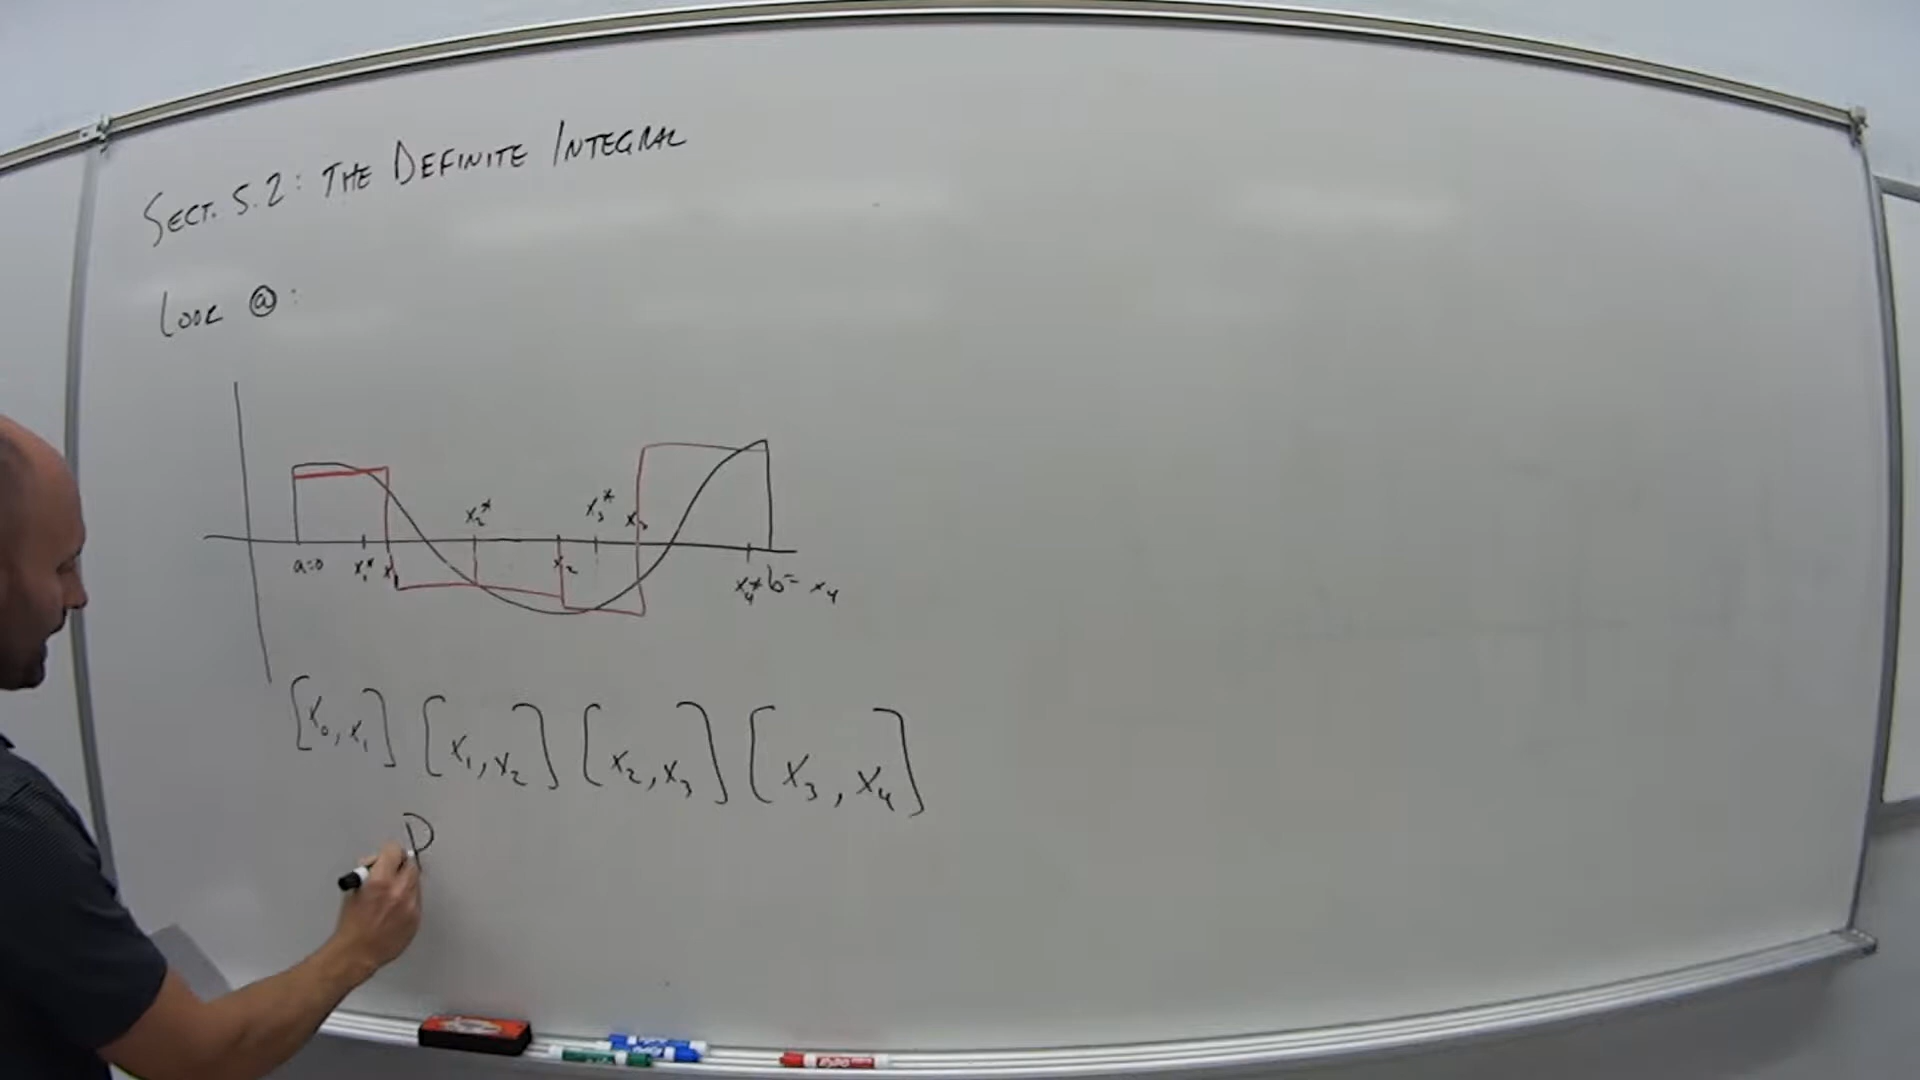 SECT. 5.2: THE DEFINITE INTEGRAL
LOOK @:
x₂* x₃* x₃
a=0 x₁* x₁ x₂ x₄* b= x₄
[x₀, x₁] [x₁, x₂] [x₂, x₃] [x₃, x₄]
P
EXPO